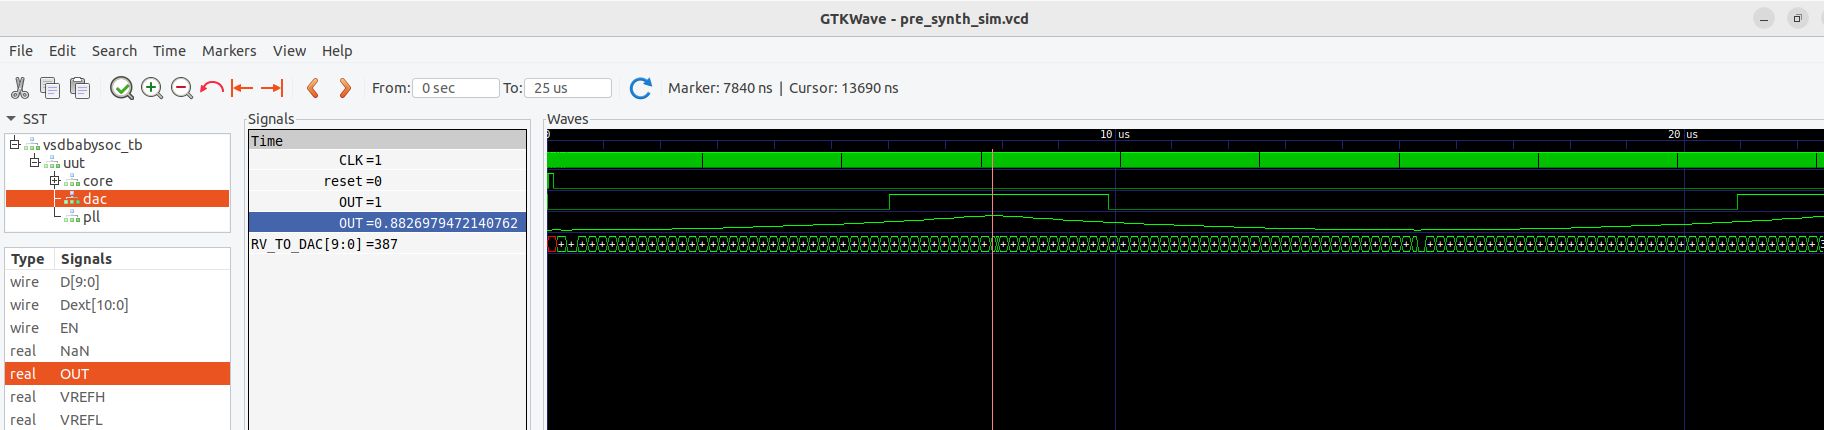 GTKWave - pre_synth_sim.vcd
File Edit Search Time Markers View Help
From: 0 sec To: 25 us Marker: 7840 ns | Cursor: 13690 ns
SST
vsdbabysoc_tb
uut
core
dac
pll
Type Signals
wire D[9:0]
wire Dext[10:0]
wire EN
real NaN
real OUT
real VREFH
real VREFL
Signals
Time
CLK =1
reset =0
OUT =1
OUT =0.8826979472140762
RV_TO_DAC[9:0] =387
Waves
0 10 us 20 us